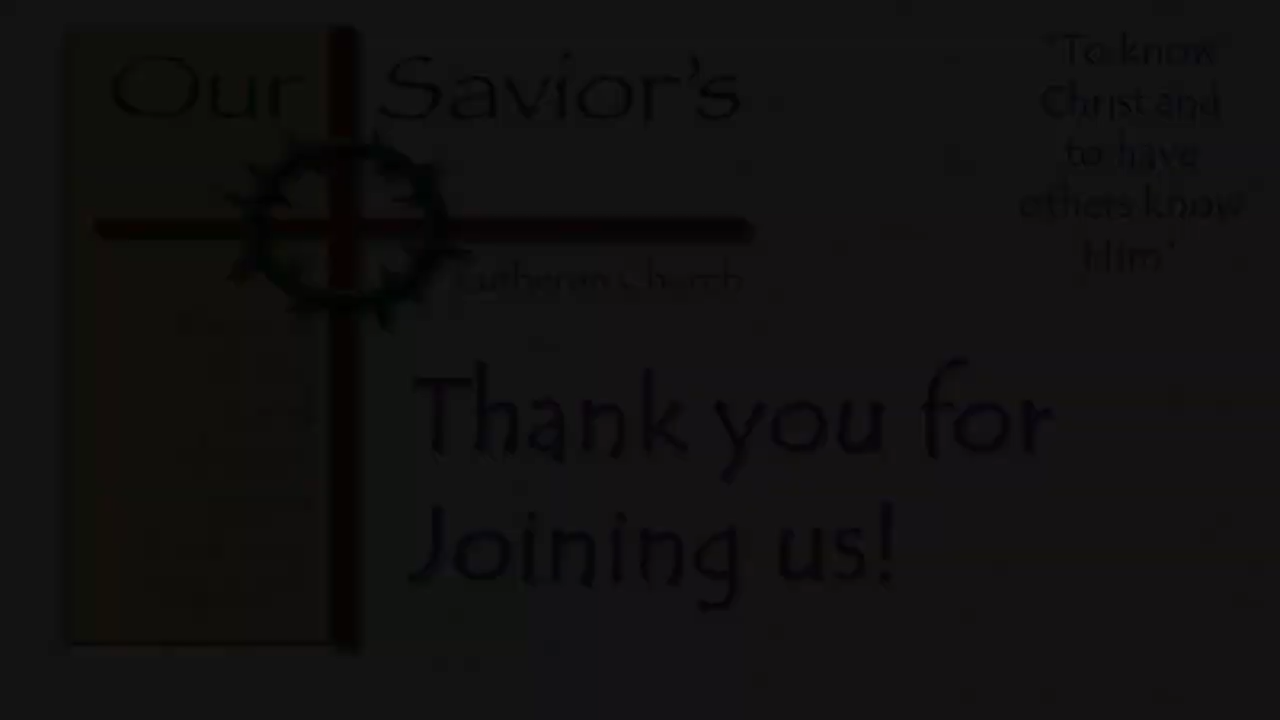 Our Savior's
Lutheran Church
"To know
Christ and
to have
others know
Him"
Thank you for
Joining us!